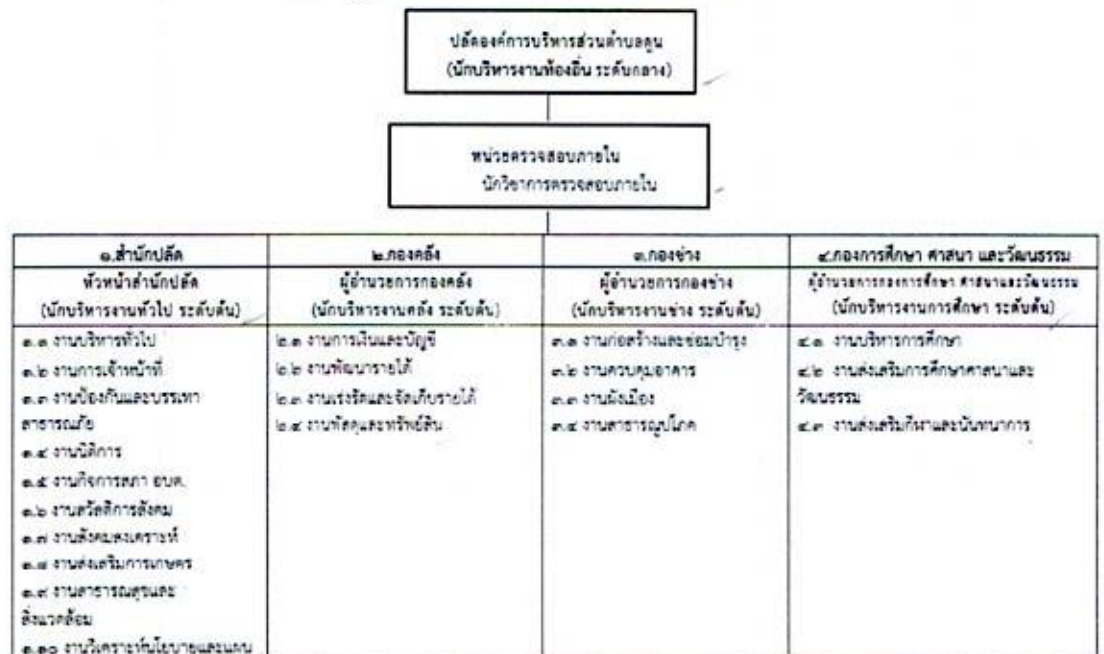 ปลัดองค์การบริหารส่วนตำบลคูน
(นักบริหารงานท้องถิ่น ระดับกลาง)
หน่วยตรวจสอบภายใน
นักวิชาการตรวจสอบภายใน
๑.สำนักปลัด
หัวหน้าสำนักปลัด
(นักบริหารงานทั่วไป ระดับต้น)
๑.๑ งานบริหารทั่วไป
๑.๒ งานการเจ้าหน้าที่
๑.๓ งานป้องกันและบรรเทา
สาธารณภัย
๑.๔ งานนิติการ
๑.๕ งานกิจการสภา อบต.
๑.๖ งานสวัสดิการสังคม
๑.๗ งานสังคมสงเคราะห์
๑.๘ งานส่งเสริมการเกษตร
๑.๙ งานสาธารณสุขและ
สิ่งแวดล้อม
๑.๑๐ งานวิเคราะห์นโยบายและแผน
๒.กองคลัง
ผู้อำนวยการกองคลัง
(นักบริหารงานคลัง ระดับต้น)
๒.๑ งานการเงินและบัญชี
๒.๒ งานพัฒนารายได้
๒.๓ งานเร่งรัดและจัดเก็บรายได้
๒.๔ งานพัสดุและทรัพย์สิน
๓.กองช่าง
ผู้อำนวยการกองช่าง
(นักบริหารงานช่าง ระดับต้น)
๓.๑ งานก่อสร้างและซ่อมบำรุง
๓.๒ งานควบคุมอาคาร
๓.๓ งานผังเมือง
๓.๔ งานสาธารณูปโภค
๔.กองการศึกษา ศาสนา และวัฒนธรรม
ผู้อำนวยการกองการศึกษา ศาสนาและวัฒนธรรม
(นักบริหารงานการศึกษา ระดับต้น)
๔.๑ งานบริหารการศึกษา
๔.๒ งานส่งเสริมการศึกษาศาสนาและ
วัฒนธรรม
๔.๓ งานส่งเสริมกีฬาและนันทนาการ